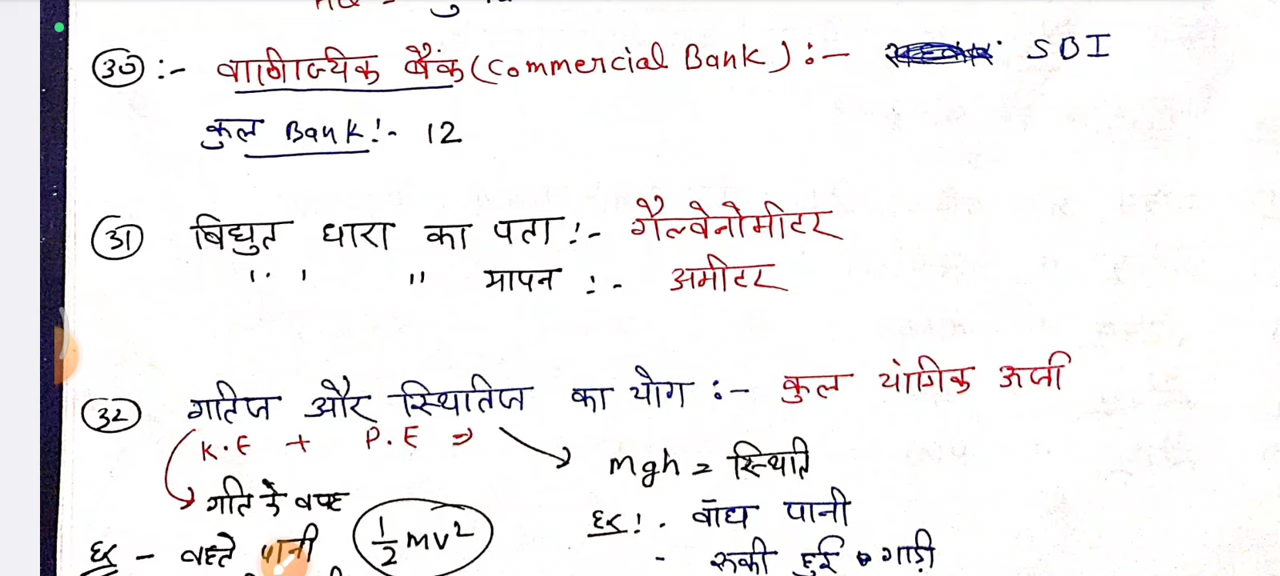 30 :- वाणिज्यिक बैंक (Commercial Bank) :- SBI
कुल Bank :- 12
31 विद्युत धारा का पता :- गैल्वेनोमीटर
" " " मापन :- अमीटर
32 गतिज और स्थितिज का योग :- कुल यांत्रिक ऊर्जा
K.E + P.E ⇒
mgh = स्थिति
गति के
Ex - बहते पानी 1/2 mv²
Ex: . बाँध पानी
- रुकी हुई गाड़ी